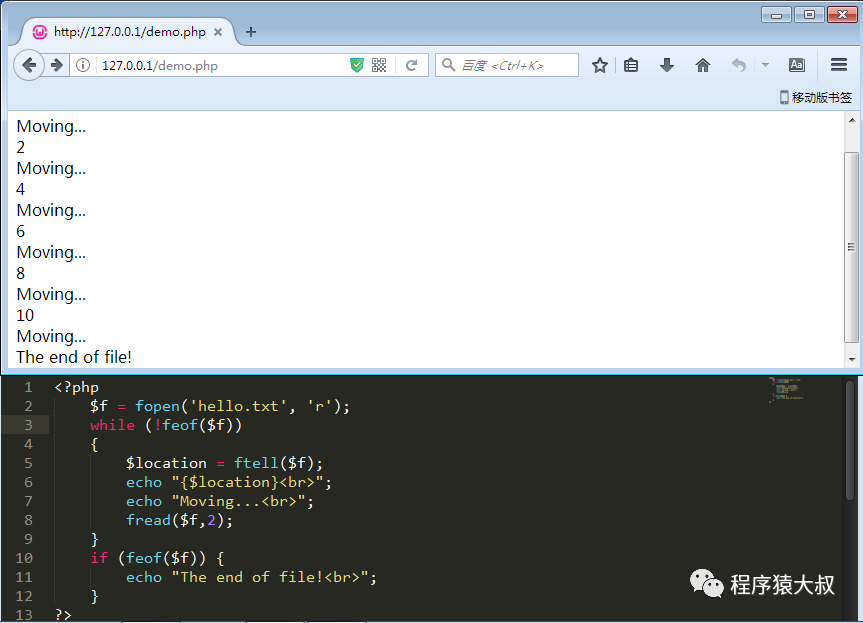 http://127.0.0.1/demo.php
127.0.0.1/demo.php
百度 <Ctrl+K>
Aa
移动版书签
Moving...
2
Moving...
4
Moving...
6
Moving...
8
Moving...
10
Moving...
The end of file!
1 <?php
2 $f = fopen('hello.txt', 'r');
3 while (!feof($f))
4 {
5 $location = ftell($f);
6 echo "{$location}<br>";
7 echo "Moving...<br>";
8 fread($f,2);
9 }
10 if (feof($f)) {
11 echo "The end of file!<br>";
12 }
13 ?>
程序猿大叔